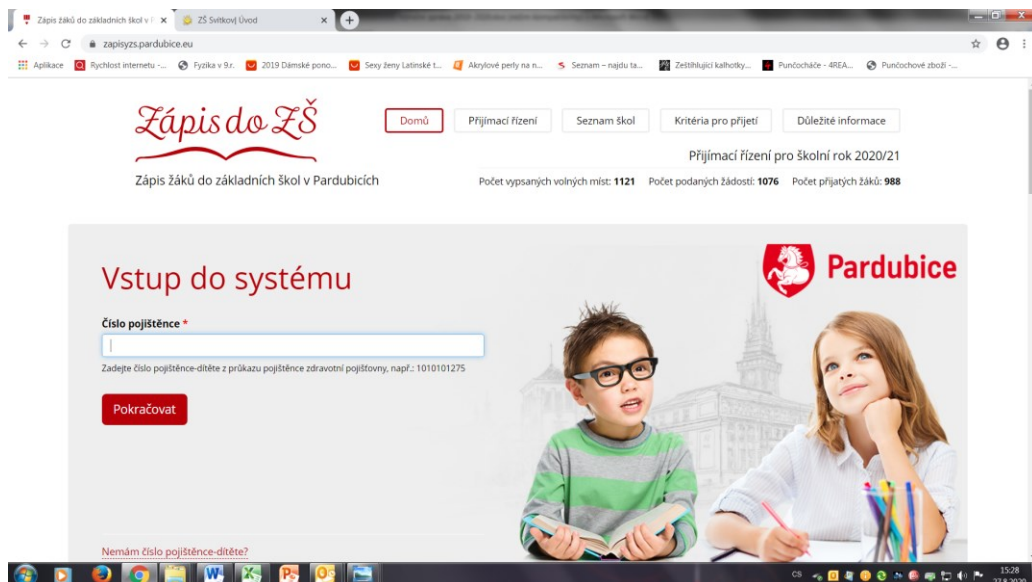 Zápis žáků do základních škol v P
ZŠ Svítkov| Úvod
zapisyzs.pardubice.eu
Aplikace
Rychlost internetu -...
Fyzika v 9.r.
2019 Dámské pono...
Sexy ženy Latinské t...
Akrylové perly na n...
Seznam – najdu ta...
Zeštíhlující kalhotky...
Punčocháče - 4REA...
Punčochové zboží -...
Zápis do ZŠ
Domů
Přijímací řízení
Seznam škol
Kritéria pro přijetí
Důležité informace
Přijímací řízení pro školní rok 2020/21
Zápis žáků do základních škol v Pardubicích
Počet vypsaných volných míst: 1121 Počet podaných žádostí: 1076 Počet přijatých žáků: 988
Pardubice
Vstup do systému
Číslo pojištěnce *
Zadejte číslo pojištěnce-dítěte z průkazu pojištěnce zdravotní pojišťovny, např.: 1010101275
Pokračovat
Nemám číslo pojištěnce-dítěte?
CS
15:28